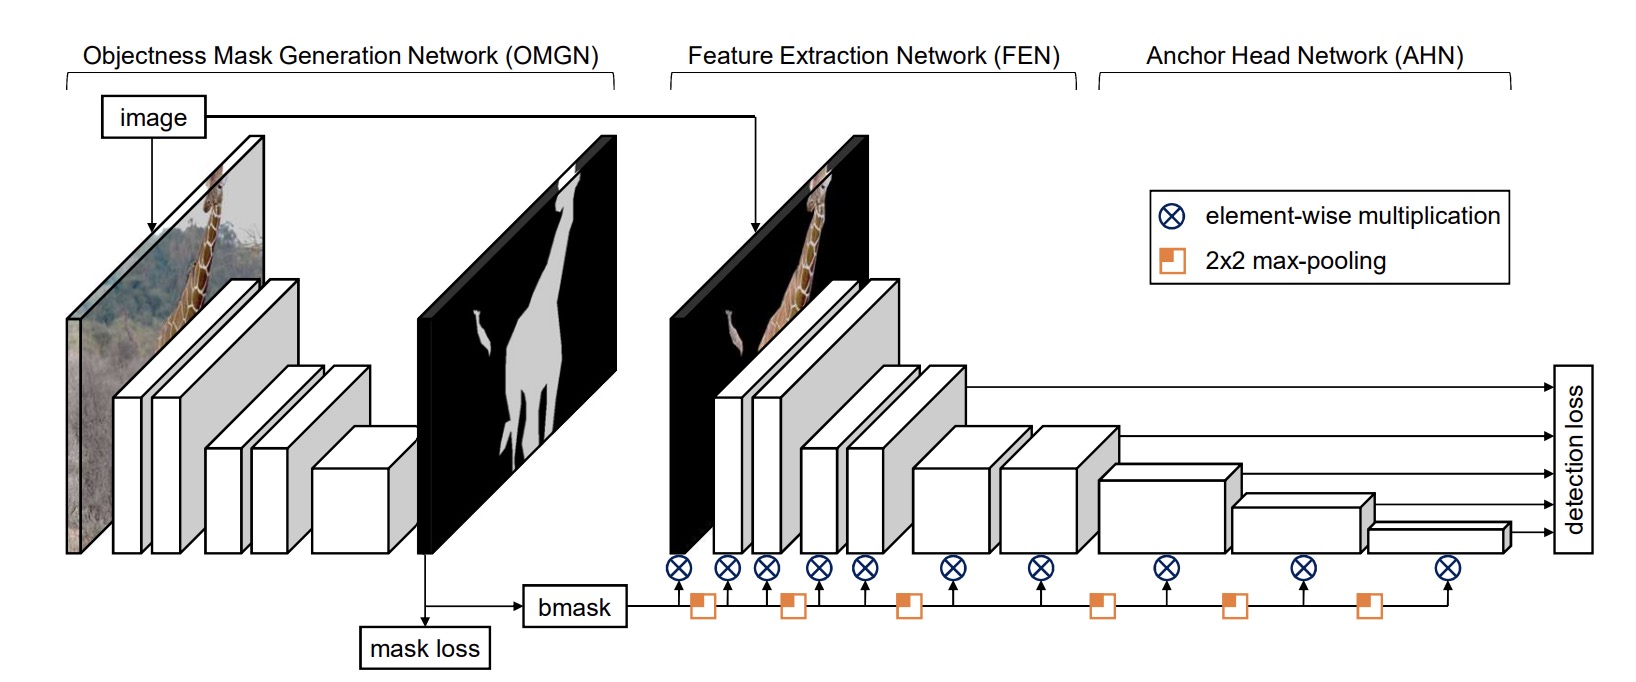 Objectness Mask Generation Network (OMGN)
Feature Extraction Network (FEN)
Anchor Head Network (AHN)
image
element-wise multiplication
2x2 max-pooling
detection loss
bmask
mask loss